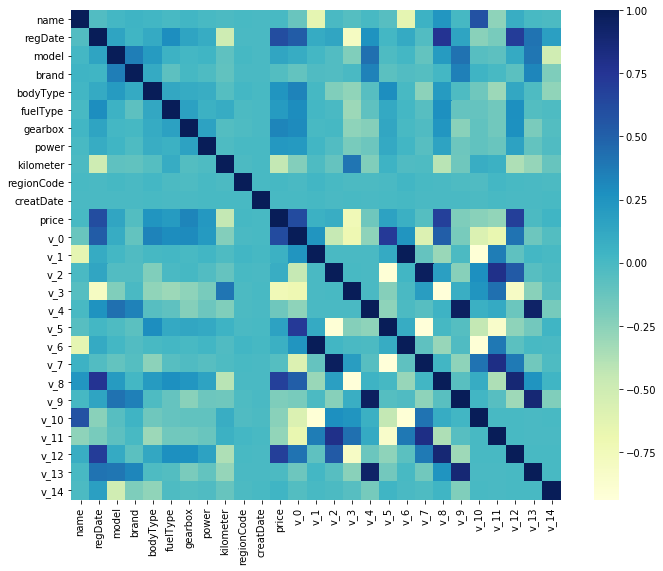 name
regDate
model
brand
bodyType
fuelType
gearbox
power
kilometer
regionCode
creatDate
price
v_0
v_1
v_2
v_3
v_4
v_5
v_6
v_7
v_8
v_9
v_10
v_11
v_12
v_13
v_14
name
regDate
model
brand
bodyType
fuelType
gearbox
power
kilometer
regionCode
creatDate
price
v_0
v_1
v_2
v_3
v_4
v_5
v_6
v_7
v_8
v_9
v_10
v_11
v_12
v_13
v_14
1.00
0.75
0.50
0.25
0.00
−0.25
−0.50
−0.75